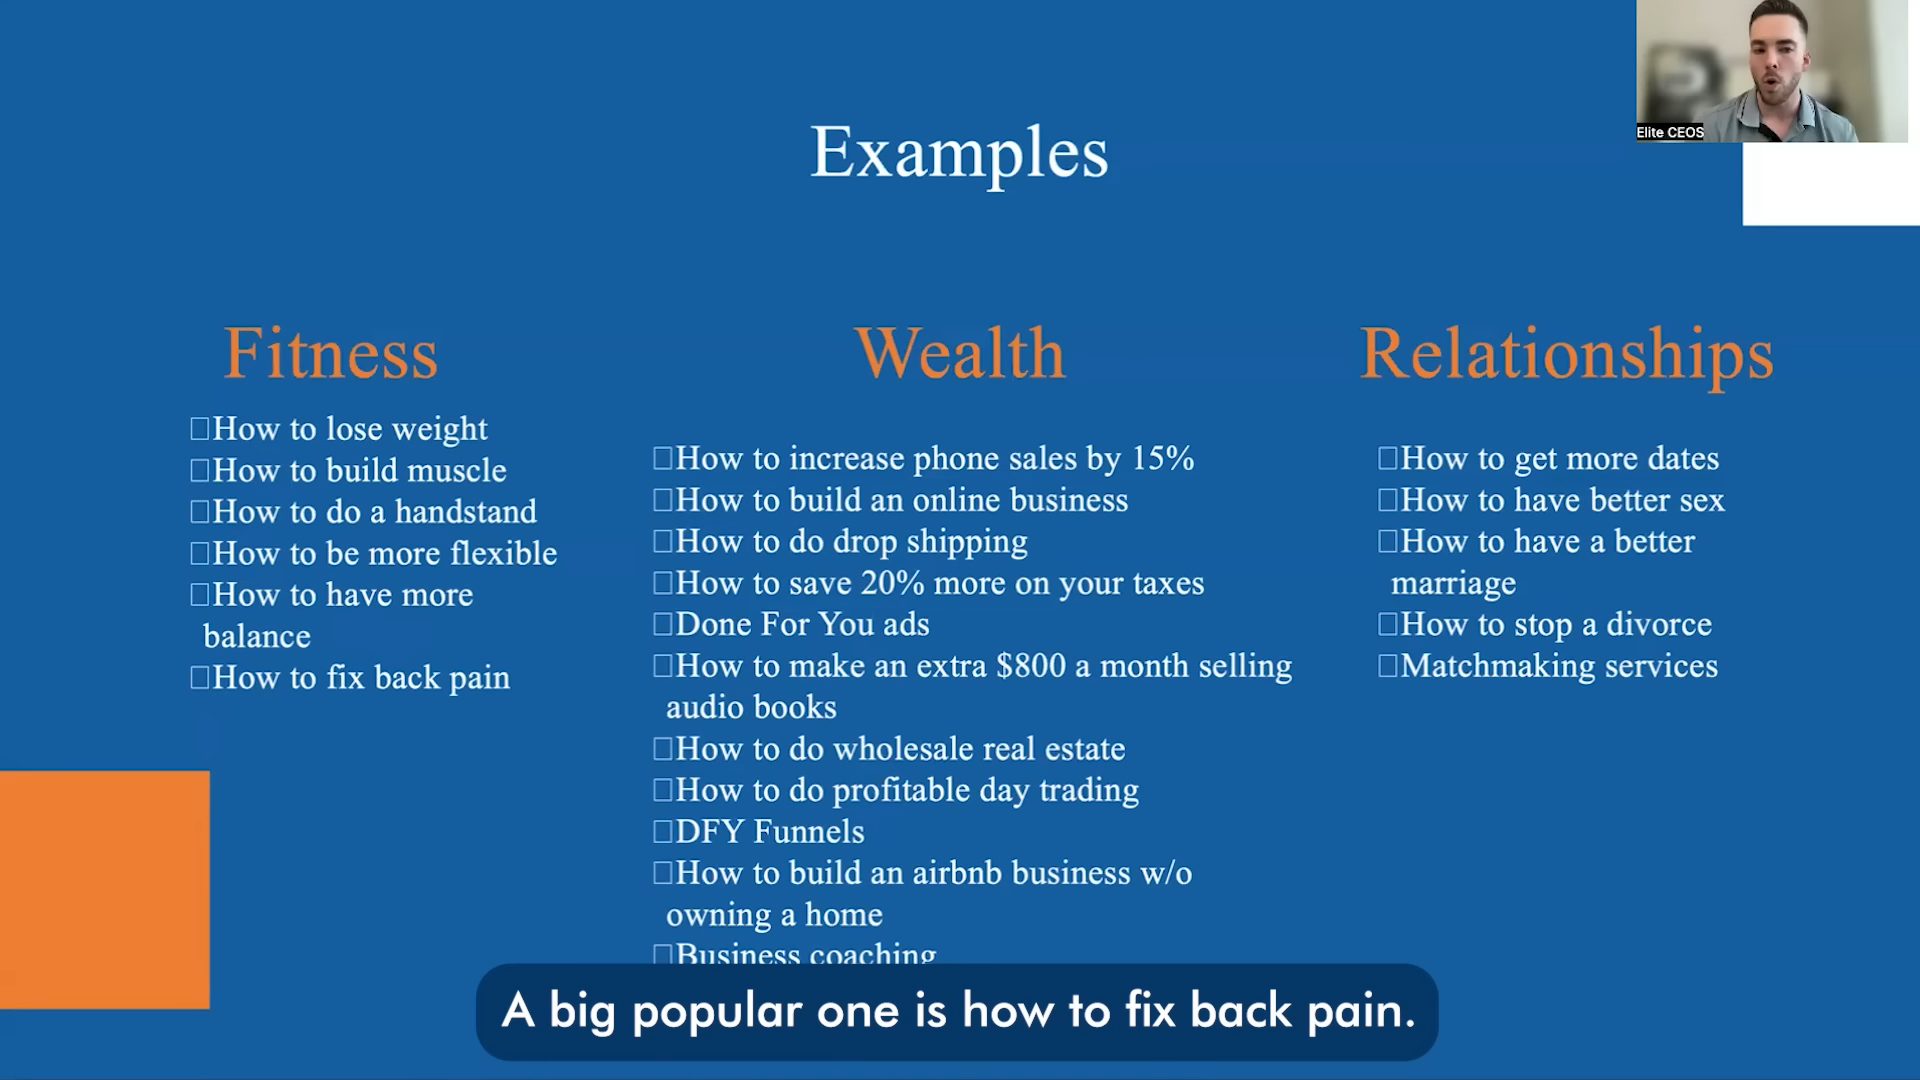 Elite CEOS
Examples
Fitness
How to lose weight
How to build muscle
How to do a handstand
How to be more flexible
How to have more
balance
How to fix back pain
Wealth
How to increase phone sales by 15%
How to build an online business
How to do drop shipping
How to save 20% more on your taxes
Done For You ads
How to make an extra $800 a month selling
audio books
How to do wholesale real estate
How to do profitable day trading
DFY Funnels
How to build an airbnb business w/o
owning a home
Business coaching
Relationships
How to get more dates
How to have better sex
How to have a better
marriage
How to stop a divorce
Matchmaking services
A big popular one is how to fix back pain.